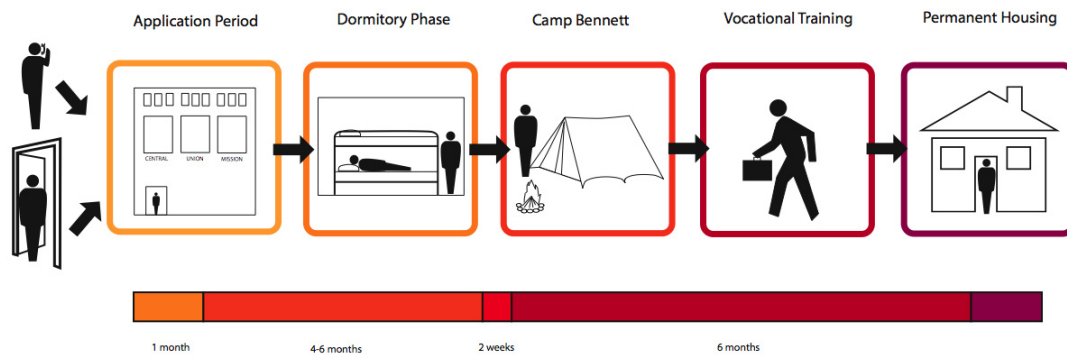 Application Period
Dormitory Phase
Camp Bennett
Vocational Training
Permanent Housing
CENTRAL
UNION
MISSION
1 month
4-6 months
2 weeks
6 months